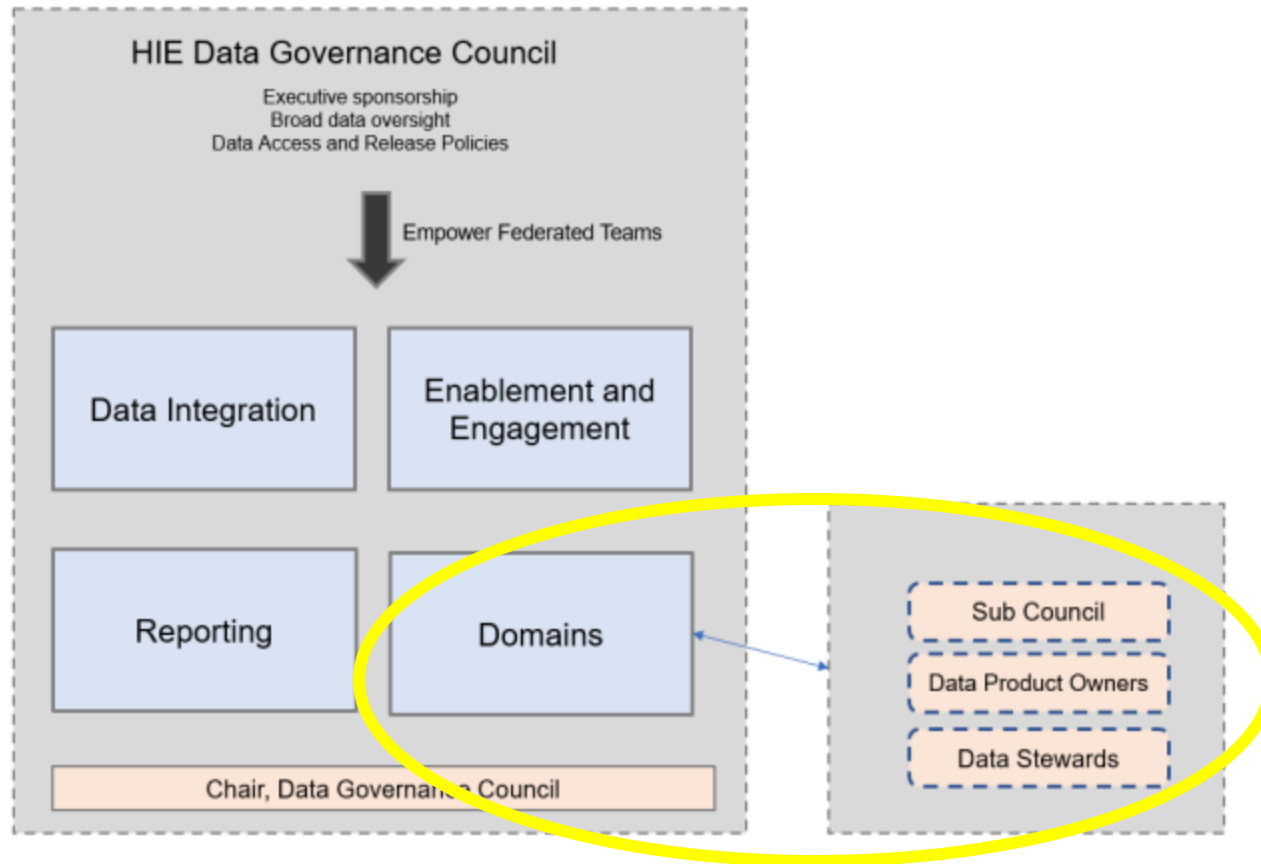 HIE Data Governance Council
Executive sponsorship
Broad data oversight
Data Access and Release Policies
Empower Federated Teams
Data Integration
Enablement and
Engagement
Reporting
Domains
Sub Council
Data Product Owners
Data Stewards
Chair, Data Governance Council